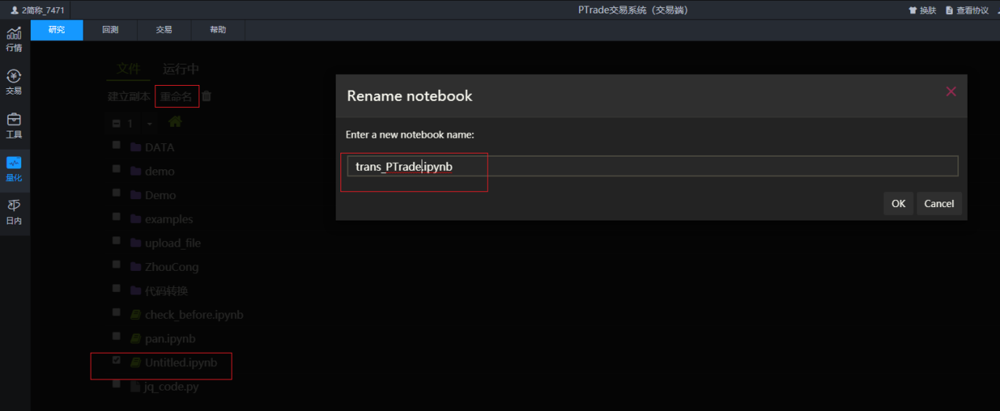 2简称_7471
PTrade交易系统（交易端）
换肤 查看协议
研究 回测 交易 帮助
行情
交易
工具
量化
日内
文件 运行中
建立副本 重命名
1
DATA
demo
Demo
examples
upload_file
ZhouCong
代码转换
check_before.ipynb
pan.ipynb
Untitled.ipynb
jq_code.py
Rename notebook
Enter a new notebook name:
trans_PTrade.ipynb
OK Cancel